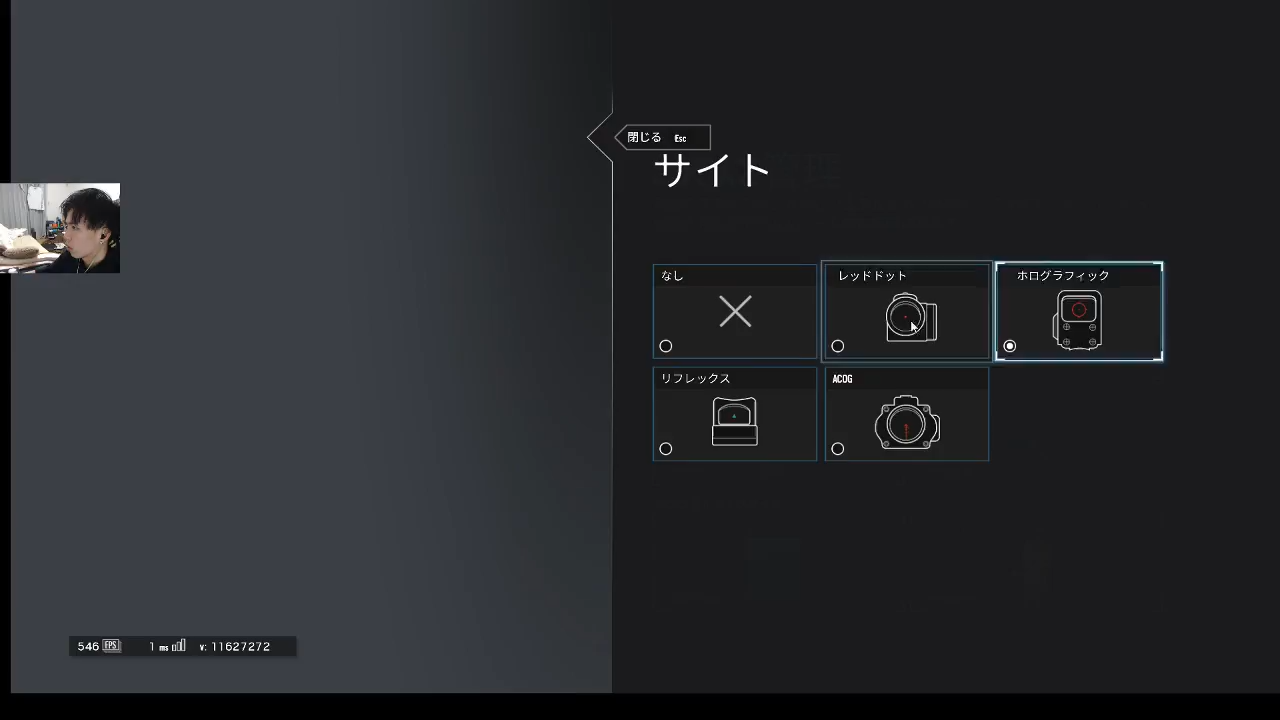 閉じる Esc
サイト
なし
レッドドット
ホログラフィック
リフレックス
ACOG
546 FPS 1 ms v: 11627272